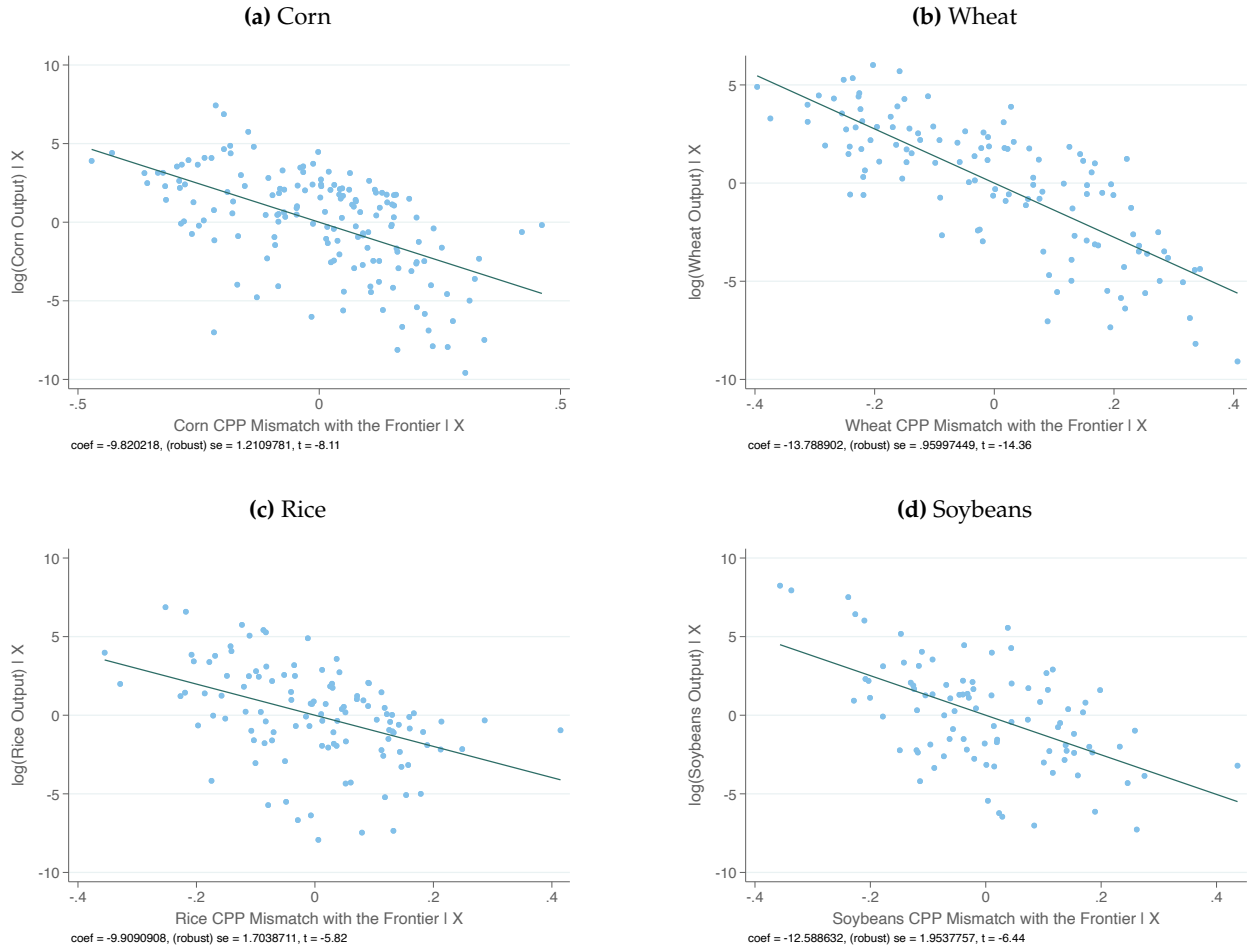 (a) Corn
10
5
0
-5
-10
log(Corn Output) | X
-.5 0 .5
Corn CPP Mismatch with the Frontier | X
coef = -9.820218, (robust) se = 1.2109781, t = -8.11
(b) Wheat
5
0
-5
-10
log(Wheat Output) | X
-.4 -.2 0 .2 .4
Wheat CPP Mismatch with the Frontier | X
coef = -13.788902, (robust) se = .95997449, t = -14.36
(c) Rice
10
5
0
-5
-10
log(Rice Output) | X
-.4 -.2 0 .2 .4
Rice CPP Mismatch with the Frontier | X
coef = -9.9090908, (robust) se = 1.7038711, t = -5.82
(d) Soybeans
10
5
0
-5
-10
log(Soybeans Output) | X
-.4 -.2 0 .2 .4
Soybeans CPP Mismatch with the Frontier | X
coef = -12.588632, (robust) se = 1.9537757, t = -6.44